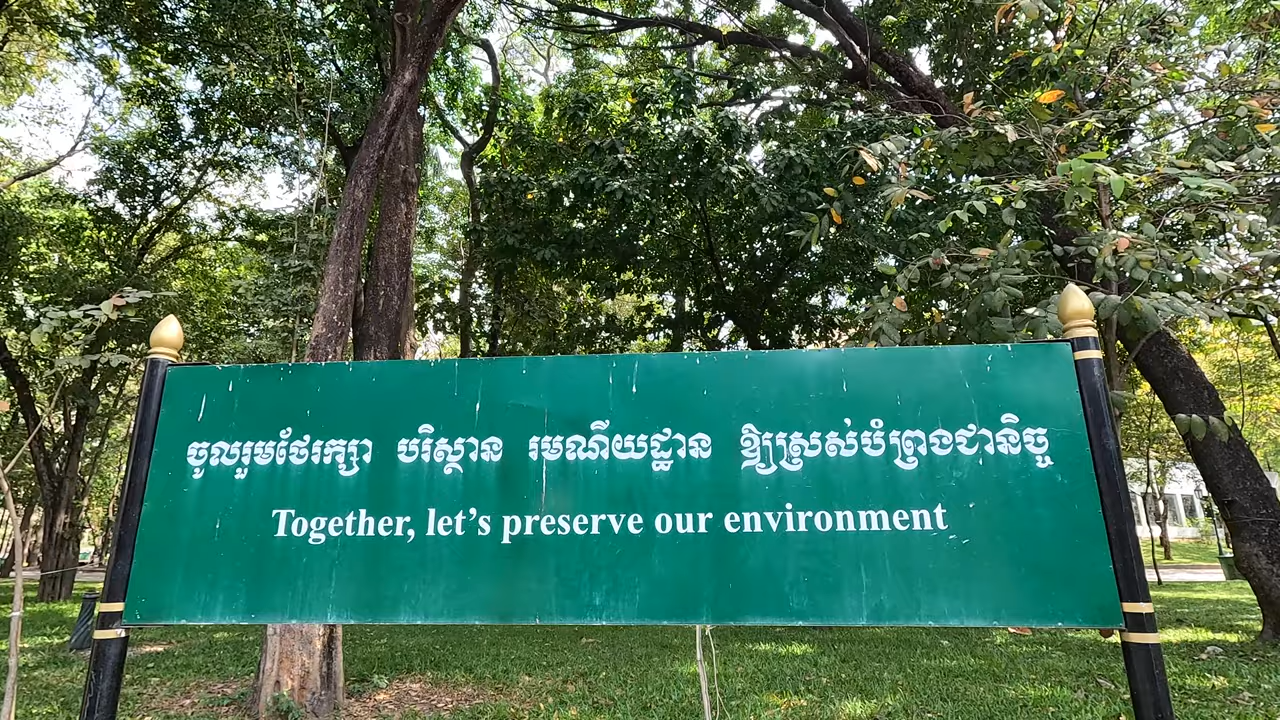 ចូលរួមថែរក្សា បរិស្ថាន រមណីយដ្ឋាន ឱ្យស្រស់បំព្រងជានិច្ច
Together, let's preserve our environment